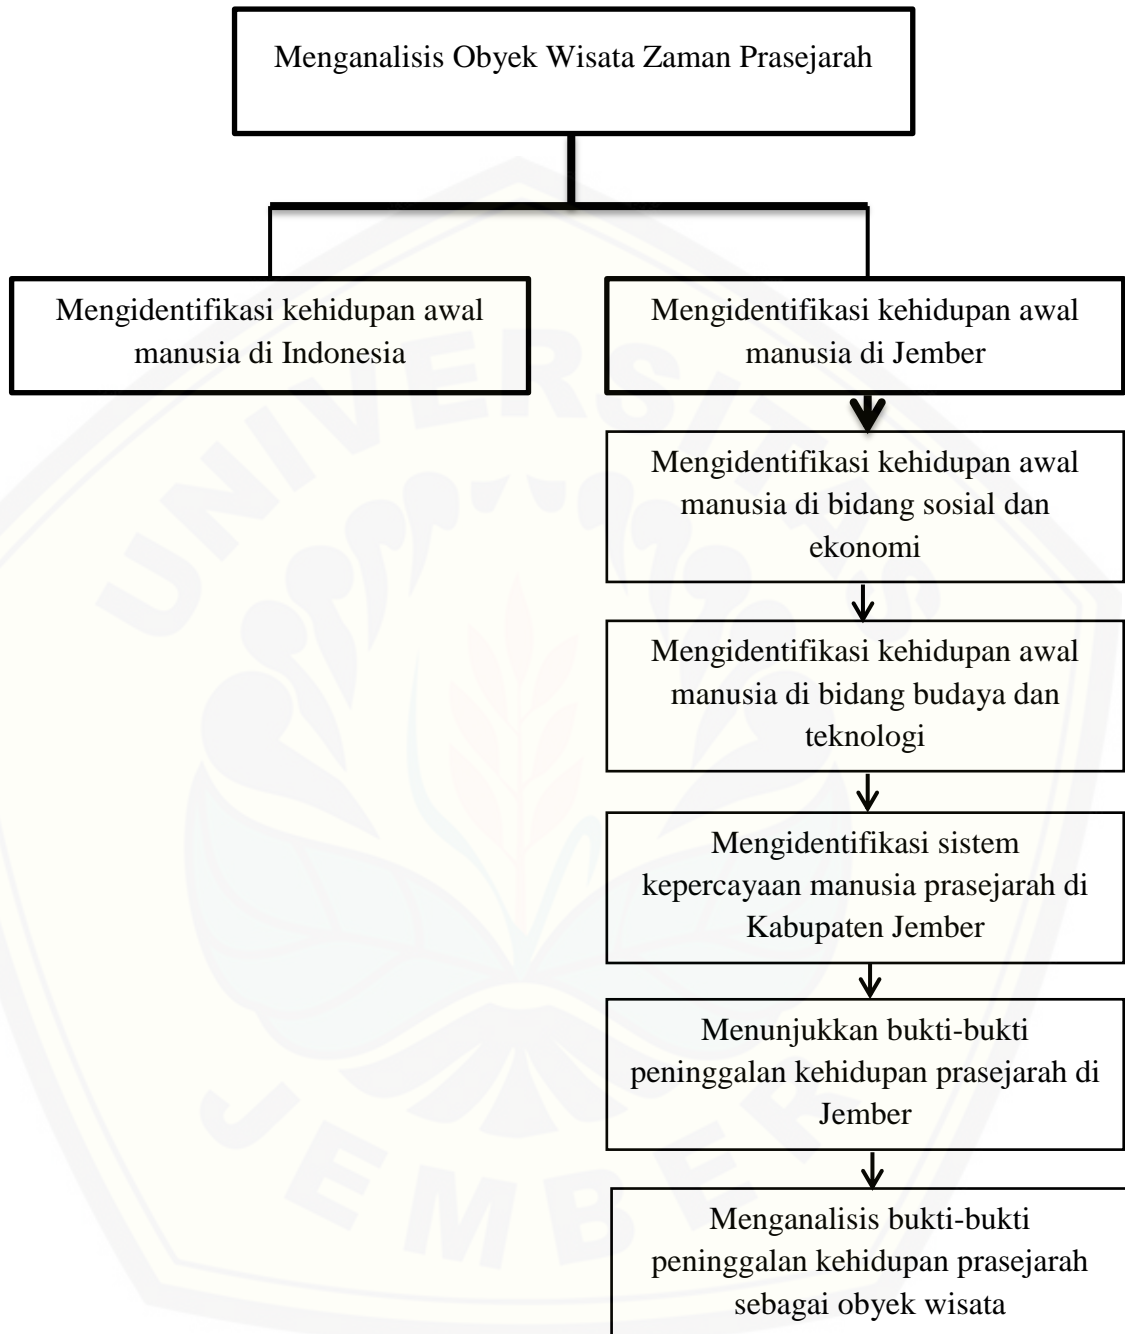 Menganalisis Obyek Wisata Zaman Prasejarah
Mengidentifikasi kehidupan awal
manusia di Indonesia
Mengidentifikasi kehidupan awal
manusia di Jember
Mengidentifikasi kehidupan awal
manusia di bidang sosial dan
ekonomi
Mengidentifikasi kehidupan awal
manusia di bidang budaya dan
teknologi
Mengidentifikasi sistem
kepercayaan manusia prasejarah di
Kabupaten Jember
Menunjukkan bukti-bukti
peninggalan kehidupan prasejarah di
Jember
Menganalisis bukti-bukti
peninggalan kehidupan prasejarah
sebagai obyek wisata
UNIVERSITAS
JEMBER